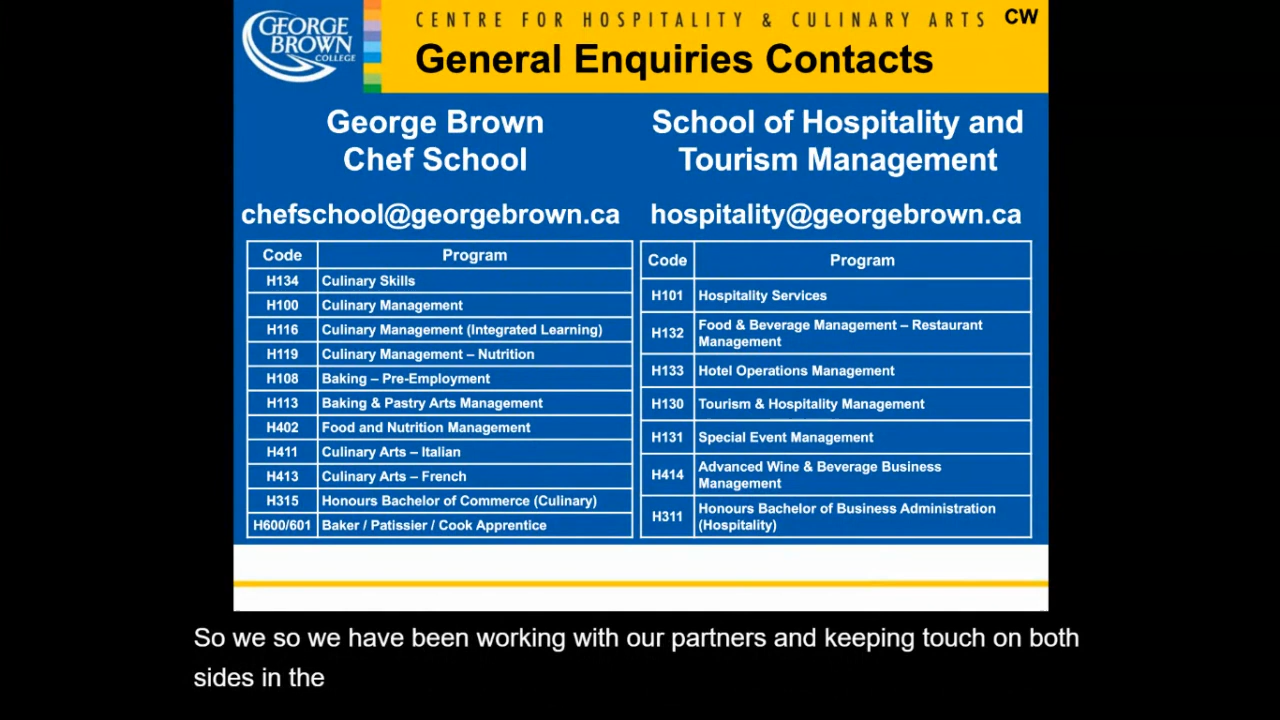 GEORGE
BROWN
COLLEGE
CENTRE FOR HOSPITALITY & CULINARY ARTS CW
General Enquiries Contacts
George Brown
Chef School
chefschool@georgebrown.ca
Code Program
H134 Culinary Skills
H100 Culinary Management
H116 Culinary Management (Integrated Learning)
H119 Culinary Management – Nutrition
H108 Baking – Pre-Employment
H113 Baking & Pastry Arts Management
H402 Food and Nutrition Management
H411 Culinary Arts – Italian
H413 Culinary Arts – French
H315 Honours Bachelor of Commerce (Culinary)
H600/601 Baker / Patissier / Cook Apprentice
School of Hospitality and
Tourism Management
hospitality@georgebrown.ca
Code Program
H101 Hospitality Services
H132 Food & Beverage Management – Restaurant
Management
H133 Hotel Operations Management
H130 Tourism & Hospitality Management
H131 Special Event Management
H414 Advanced Wine & Beverage Business
Management
H311 Honours Bachelor of Business Administration
(Hospitality)
So we so we have been working with our partners and keeping touch on both
sides in the